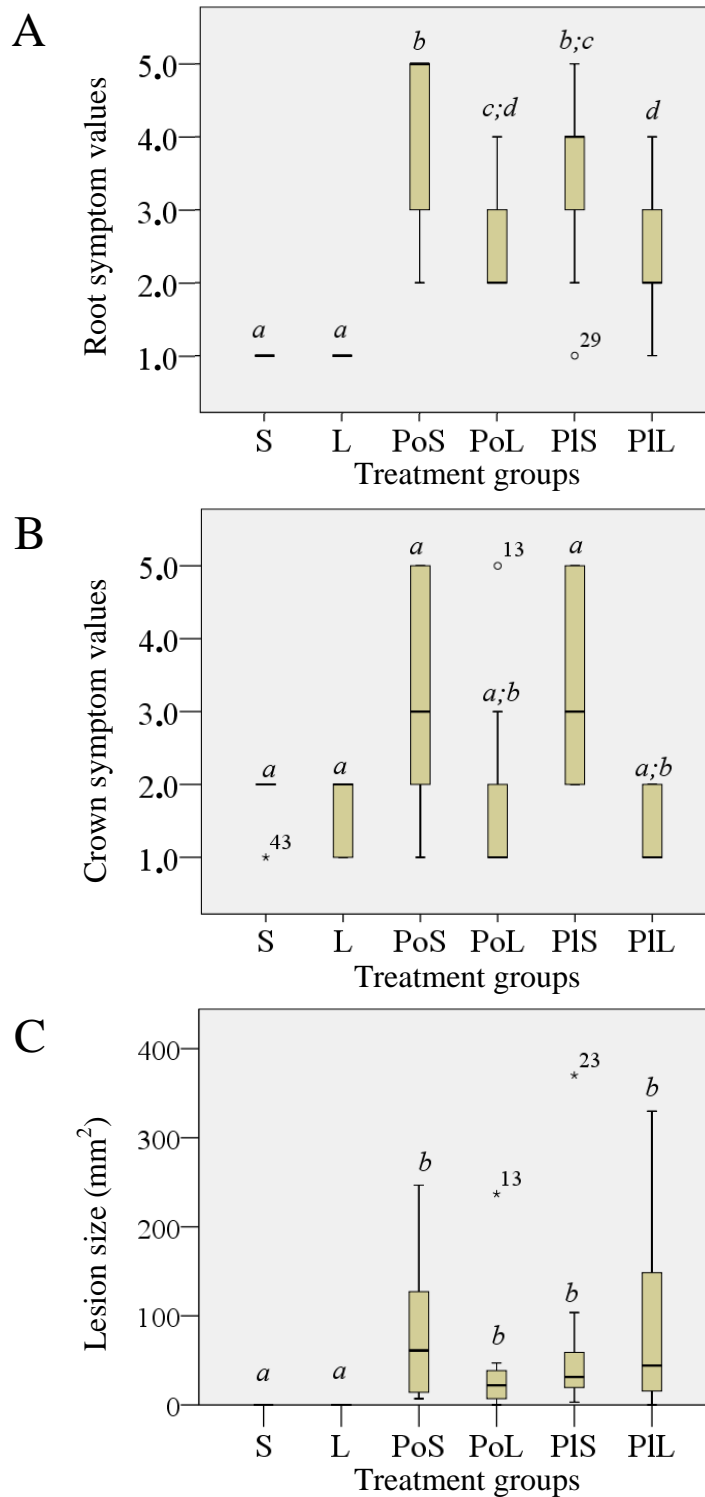 A
Root symptom values
5.0
4.0
3.0
2.0
1.0
a
a
b
c;d
b;c
d
29
S L PoS PoL PlS PlL
Treatment groups
B
Crown symptom values
5.0
4.0
3.0
2.0
1.0
a
a
a
a;b
a
a;b
13
43
S L PoS PoL PlS PlL
Treatment groups
C
Lesion size (mm²)
400
300
200
100
0
a
a
b
b
b
b
13
23
S L PoS PoL PlS PlL
Treatment groups